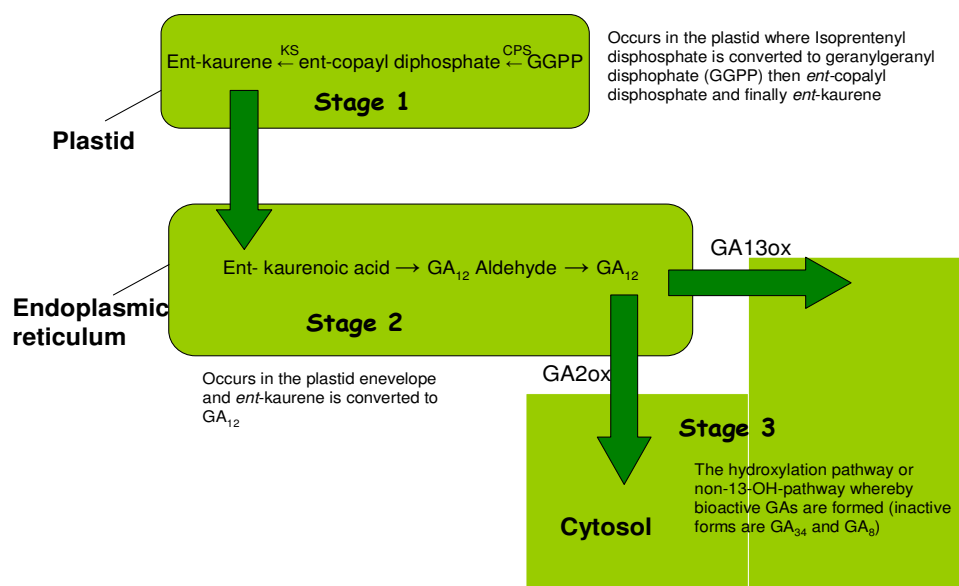 Ent-kaurene ←KS ent-copayl diphosphate ←CPS GGPP
Stage 1
Occurs in the plastid where Isoprentenyl
disphosphate is converted to geranylgeranyl
disphophate (GGPP) then ent-copalyl
disphosphate and finally ent-kaurene
Plastid
Ent- kaurenoic acid → GA12 Aldehyde → GA12
GA13ox
Endoplasmic
reticulum
Stage 2
Occurs in the plastid enevelope
and ent-kaurene is converted to
GA12
GA2ox
Stage 3
The hydroxylation pathway or
non-13-OH-pathway whereby
bioactive GAs are formed (inactive
forms are GA34 and GA8)
Cytosol